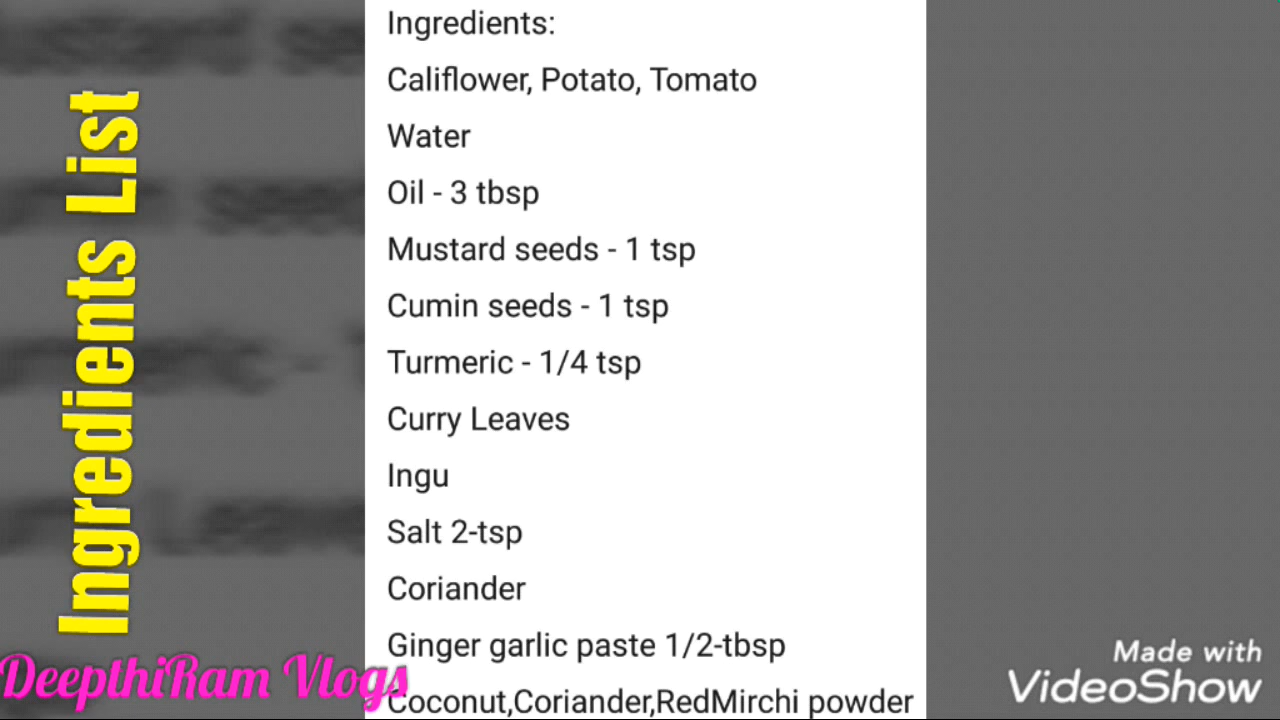 Ingredients List
Ingredients:
Califlower, Potato, Tomato
Water
Oil - 3 tbsp
Mustard seeds - 1 tsp
Cumin seeds - 1 tsp
Turmeric - 1/4 tsp
Curry Leaves
Ingu
Salt 2-tsp
Coriander
Ginger garlic paste 1/2-tbsp
Coconut,Coriander,RedMirchi powder
DeepthiRam Vlogs
Made with
VideoShow